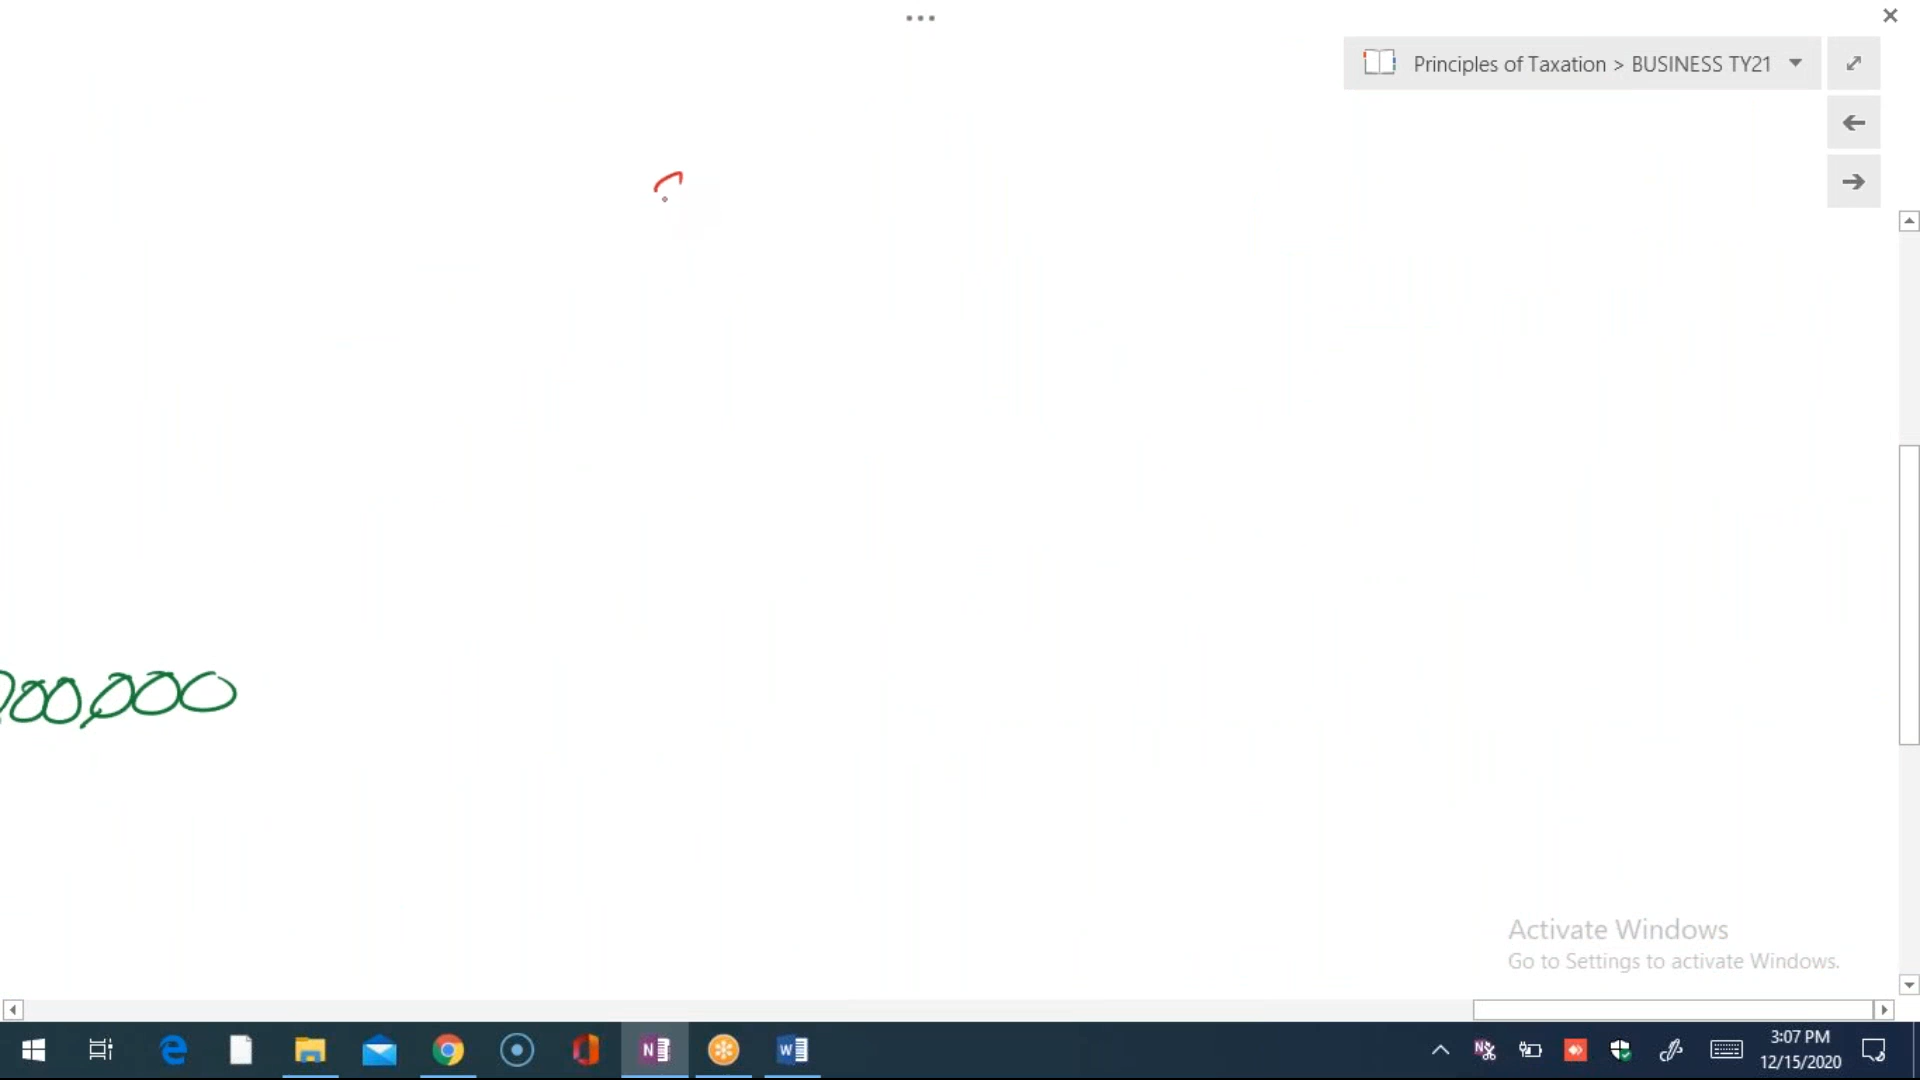 Principles of Taxation > BUSINESS TY21
00,000
Activate Windows
Go to Settings to activate Windows.
3:07 PM
12/15/2020